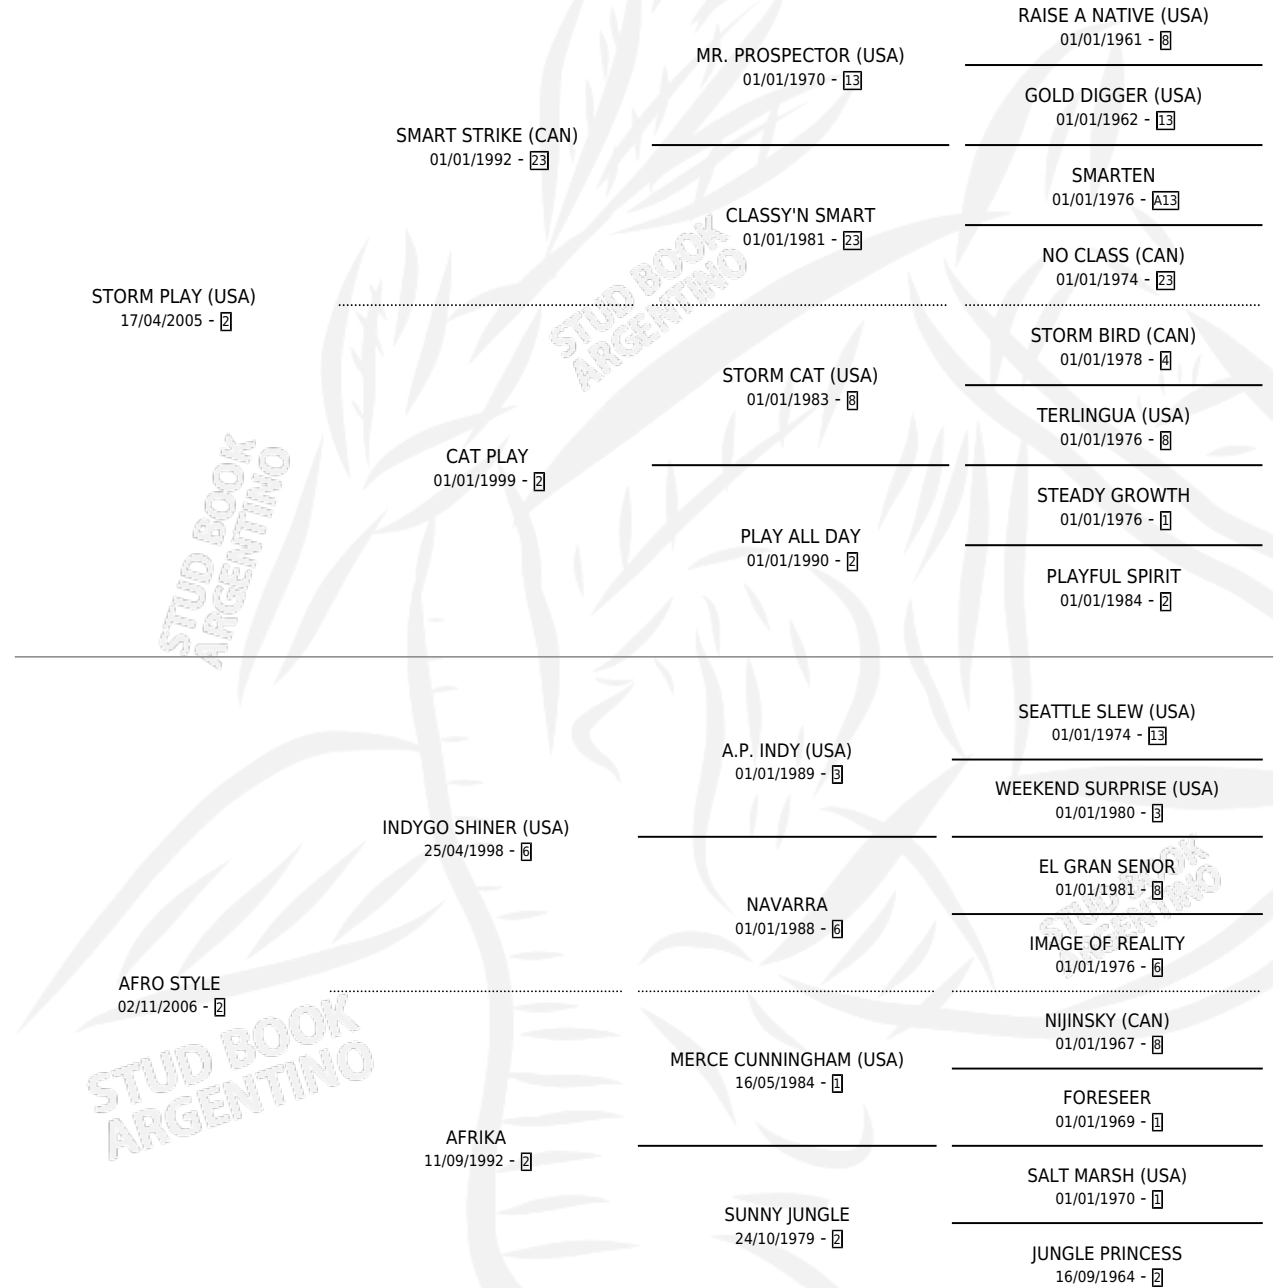 RAISE A NATIVE (USA)
01/01/1961 - 8
MR. PROSPECTOR (USA)
01/01/1970 - 13
GOLD DIGGER (USA)
01/01/1962 - 13
SMART STRIKE (CAN)
01/01/1992 - 23
SMARTEN
01/01/1976 - A13
CLASSY'N SMART
01/01/1981 - 23
NO CLASS (CAN)
01/01/1974 - 23
STORM PLAY (USA)
17/04/2005 - 2
STORM BIRD (CAN)
01/01/1978 - 4
STORM CAT (USA)
01/01/1983 - 8
TERLINGUA (USA)
01/01/1976 - 8
CAT PLAY
01/01/1999 - 2
STEADY GROWTH
01/01/1976 - 1
PLAY ALL DAY
01/01/1990 - 2
PLAYFUL SPIRIT
01/01/1984 - 2
SEATTLE SLEW (USA)
01/01/1974 - 13
A.P. INDY (USA)
01/01/1989 - 3
WEEKEND SURPRISE (USA)
01/01/1980 - 3
INDYGO SHINER (USA)
25/04/1998 - 6
EL GRAN SENOR
01/01/1981 - 8
NAVARRA
01/01/1988 - 6
IMAGE OF REALITY
01/01/1976 - 6
AFRO STYLE
02/11/2006 - 2
NIJINSKY (CAN)
01/01/1967 - 8
MERCE CUNNINGHAM (USA)
16/05/1984 - 1
FORESEER
01/01/1969 - 1
AFRIKA
11/09/1992 - 2
SALT MARSH (USA)
01/01/1970 - 1
SUNNY JUNGLE
24/10/1979 - 2
JUNGLE PRINCESS
16/09/1964 - 2
STUD BOOK
ARGENTINO
STUD BOOK
ARGENTINO
STUD BOOK
ARGENTINO
STUD BOOK
ARGENTINO